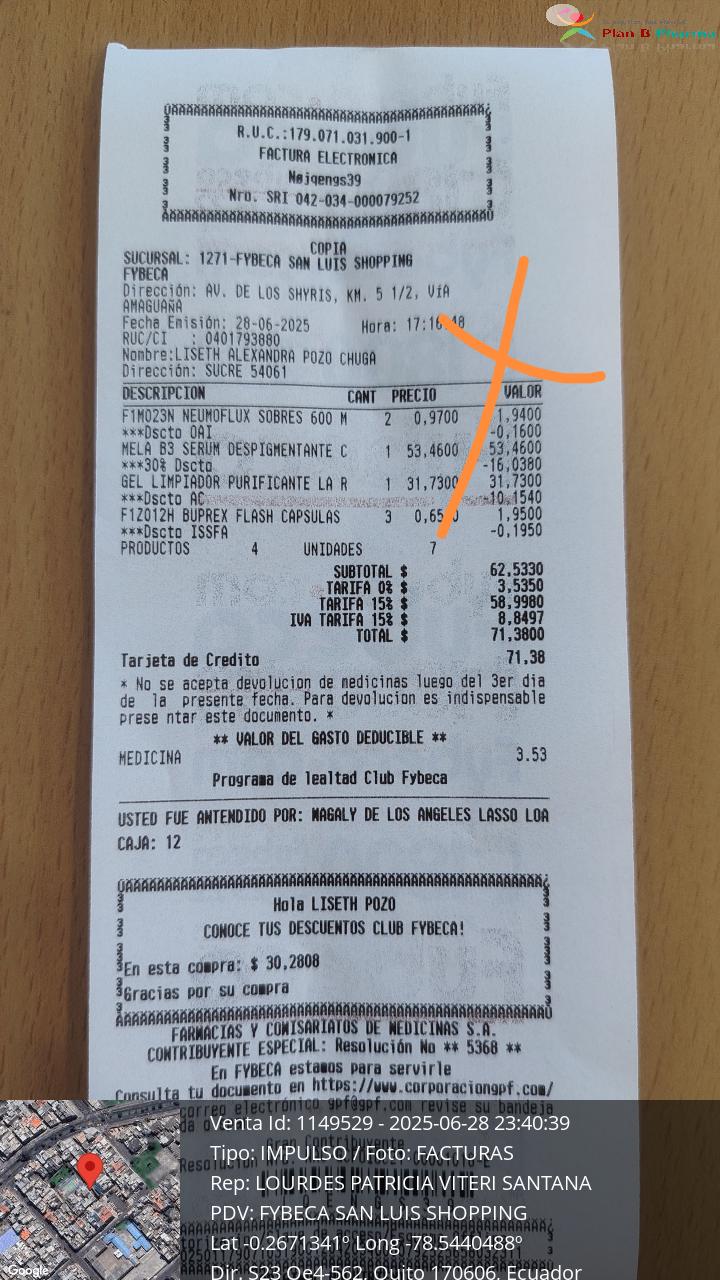 Plan B Pharma
R.U.C.:179.071.031.900-1
FACTURA ELECTRONICA
Nro. SRI 042-034-000079252
COPIA
SUCURSAL: 1271-FYBECA SAN LUIS SHOPPING
FYBECA
Dirección: AV. DE LOS SHYRIS, KM. 5 1/2, VíA
AMAGUAÑA
Fecha Emisión: 28-06-2025 Hora: 17:16:48
RUC/CI : 0401793880
Nombre:LISETH ALEXANDRA POZO CHUGA
Dirección: SUCRE 54061
DESCRIPCION CANT PRECIO VALOR
F1M023N NEUMOFLUX SOBRES 600 M 2 0,9700 1,9400
***Dscto OAI -0,1600
MELA B3 SERUM DESPIGMENTANTE C 1 53,4600 53,4600
***30% Dscto -16,0380
GEL LIMPIADOR PURIFICANTE LA R 1 31,7300 31,7300
***Dscto AC -10,1540
F1Z012H BUPREX FLASH CAPSULAS 3 0,6500 1,9500
***Dscto ISSFA -0,1950
PRODUCTOS 4 UNIDADES 7
SUBTOTAL $ 62,5330
TARIFA 0% $ 3,5350
TARIFA 15% $ 58,9980
IVA TARIFA 15% $ 8,8497
TOTAL $ 71,3800
Tarjeta de Credito 71,38
* No se acepta devolucion de medicinas luego del 3er dia
de la presente fecha. Para devolucion es indispensable
prese ntar este documento. *
** VALOR DEL GASTO DEDUCIBLE **
MEDICINA 3.53
Programa de lealtad Club Fybeca
USTED FUE ANTENDIDO POR: MAGALY DE LOS ANGELES LASSO LOA
CAJA: 12
Hola LISETH POZO
CONOCE TUS DESCUENTOS CLUB FYBECA!
En esta compra: $ 30,2808
Gracias por su compra
FARMACIAS Y COMISARIATOS DE MEDICINAS S.A.
CONTRIBUYENTE ESPECIAL: Resolución No ** 5368 **
En FYBECA estamos para servirle
Consulta tu documento en https://www.corporaciongpf.com/
correo electrónico gpf@gpf.com revise su bandeja
Gran Contribuyente
Venta Id: 1149529 - 2025-06-28 23:40:39
Tipo: IMPULSO / Foto: FACTURAS
Rep: LOURDES PATRICIA VITERI SANTANA
PDV: FYBECA SAN LUIS SHOPPING
Lat -0.2671341º Long -78.5440488º
Dir. S23 Oe4-562, Quito 170606, Ecuador
Google